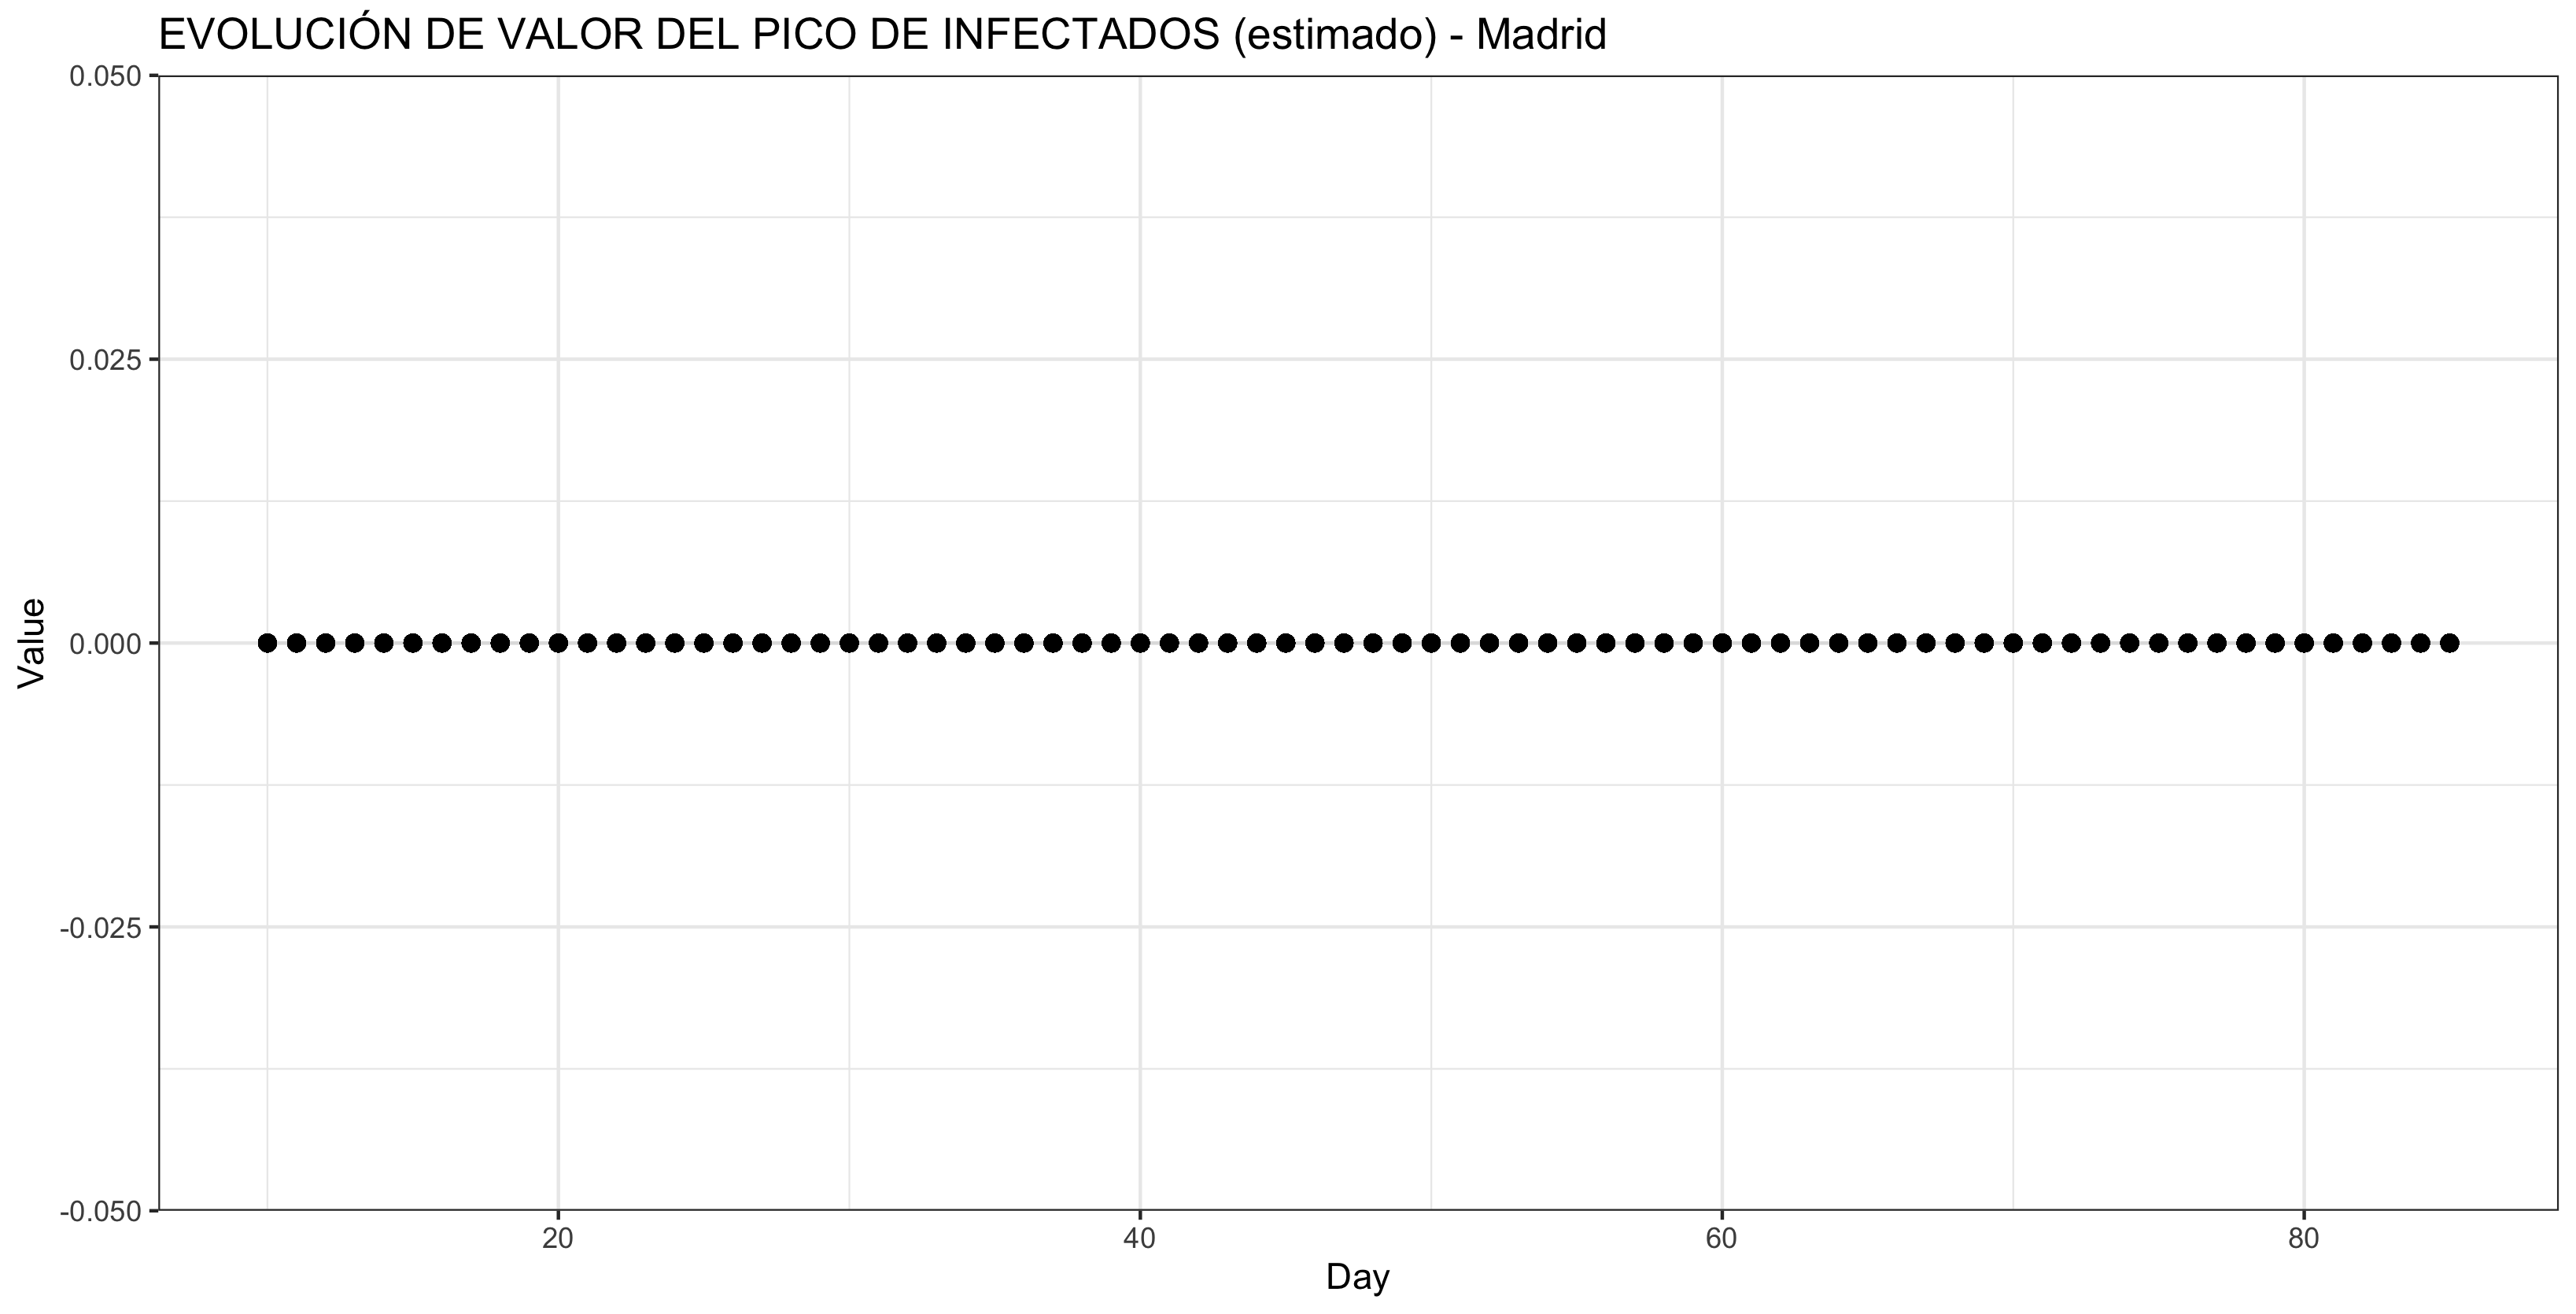 EVOLUCIÓN DE VALOR DEL PICO DE INFECTADOS (estimado) - Madrid
0.050
0.025
0.000
-0.025
-0.050
Value
20 40 60 80
Day